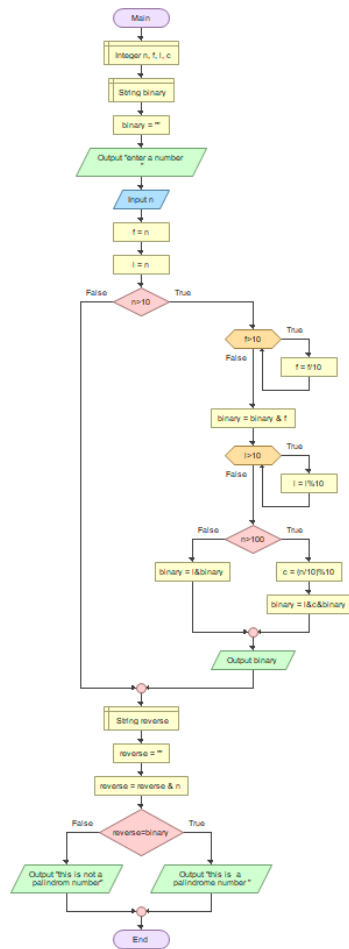 Main
Integer n, f, l, c
String binary
binary = ""
Output "enter a number
"
Input n
f = n
l = n
False
n>10
True
f>10
True
False
f = f/10
binary = binary & f
l>10
True
False
l = l%10
False
n>100
True
binary = l&binary
c = (n/10)%10
binary = l&c&binary
Output binary
String reverse
reverse = ""
reverse = reverse & n
False
reverse=binary
True
Output "this is not a
palindrom number"
Output "this is  a
palindrome number "
End